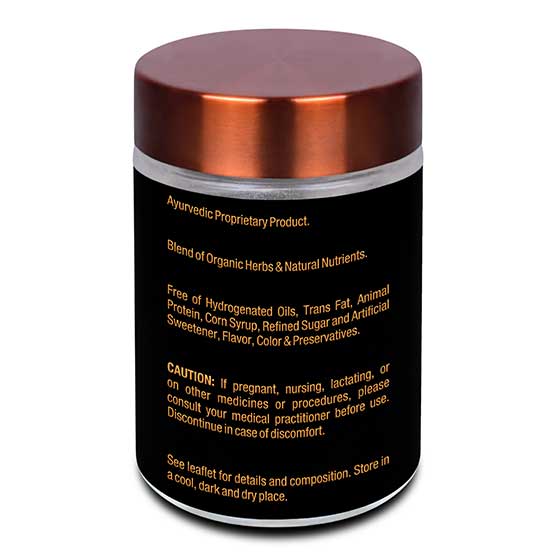 Ayurvedic Proprietary Product.
Blend of Organic Herbs & Natural Nutrients.
Free of Hydrogenated Oils, Trans Fat, Animal
Protein, Corn Syrup, Refined Sugar and Artificial
Sweetener, Flavor, Color & Preservatives.
CAUTION: If pregnant, nursing, lactating, or
on other medicines or procedures, please
consult your medical practitioner before use.
Discontinue in case of discomfort.
See leaflet for details and composition. Store in
a cool, dark and dry place.